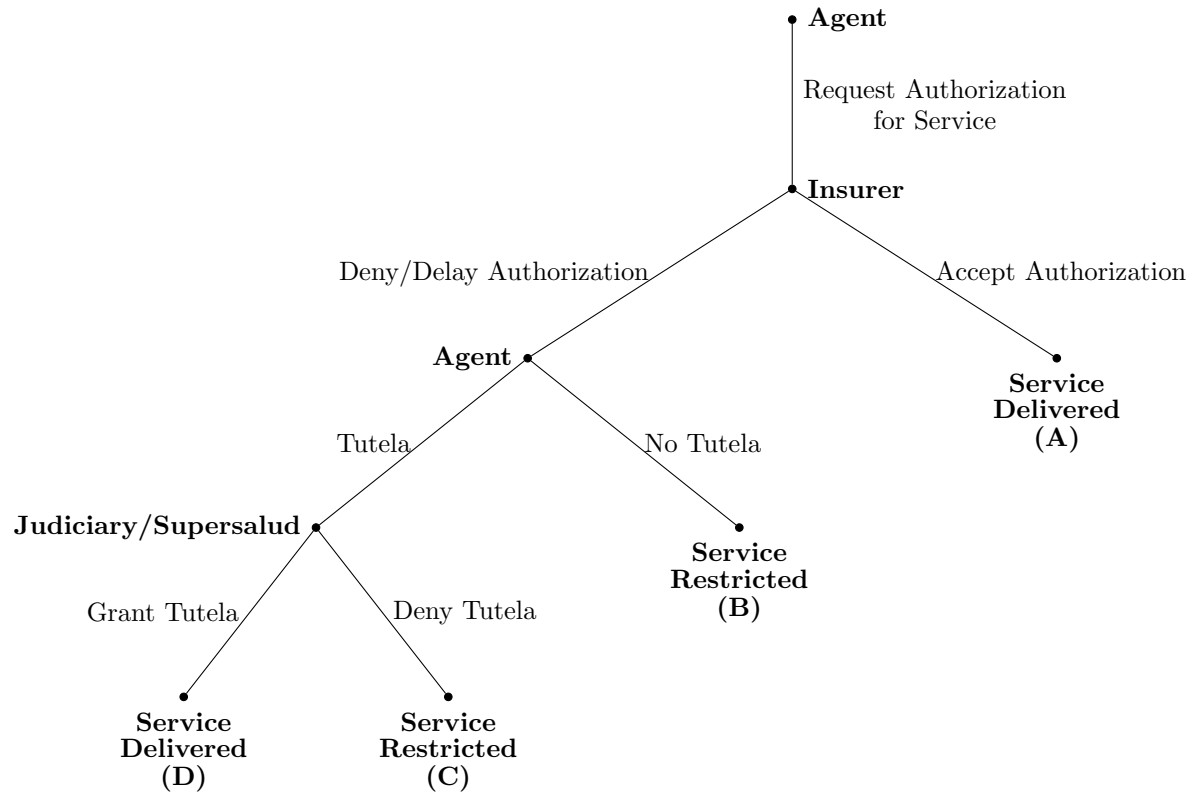 Agent
Request Authorization
for Service
Insurer
Deny/Delay Authorization
Accept Authorization
Agent
Service
Delivered
(A)
Tutela
No Tutela
Judiciary/Supersalud
Service
Restricted
(B)
Grant Tutela
Deny Tutela
Service
Delivered
(D)
Service
Restricted
(C)